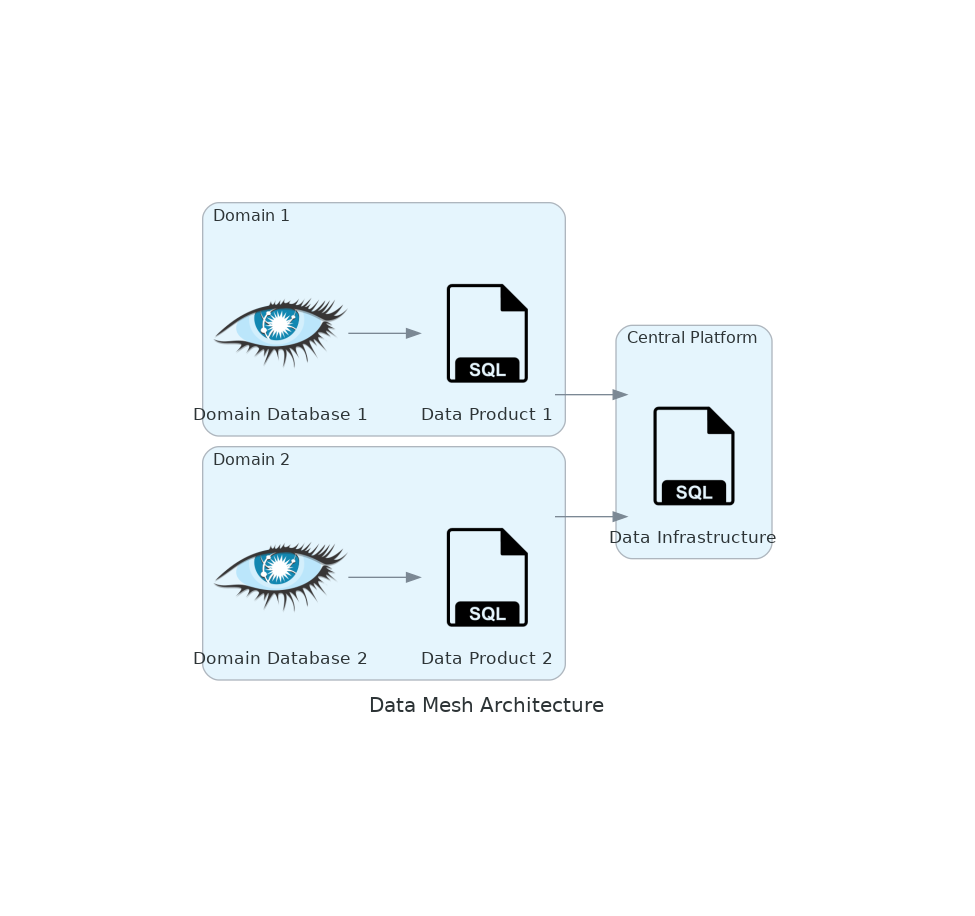 Domain 1
SQL
Domain Database 1
Data Product 1
Domain 2
SQL
Domain Database 2
Data Product 2
Central Platform
SQL
Data Infrastructure
Data Mesh Architecture